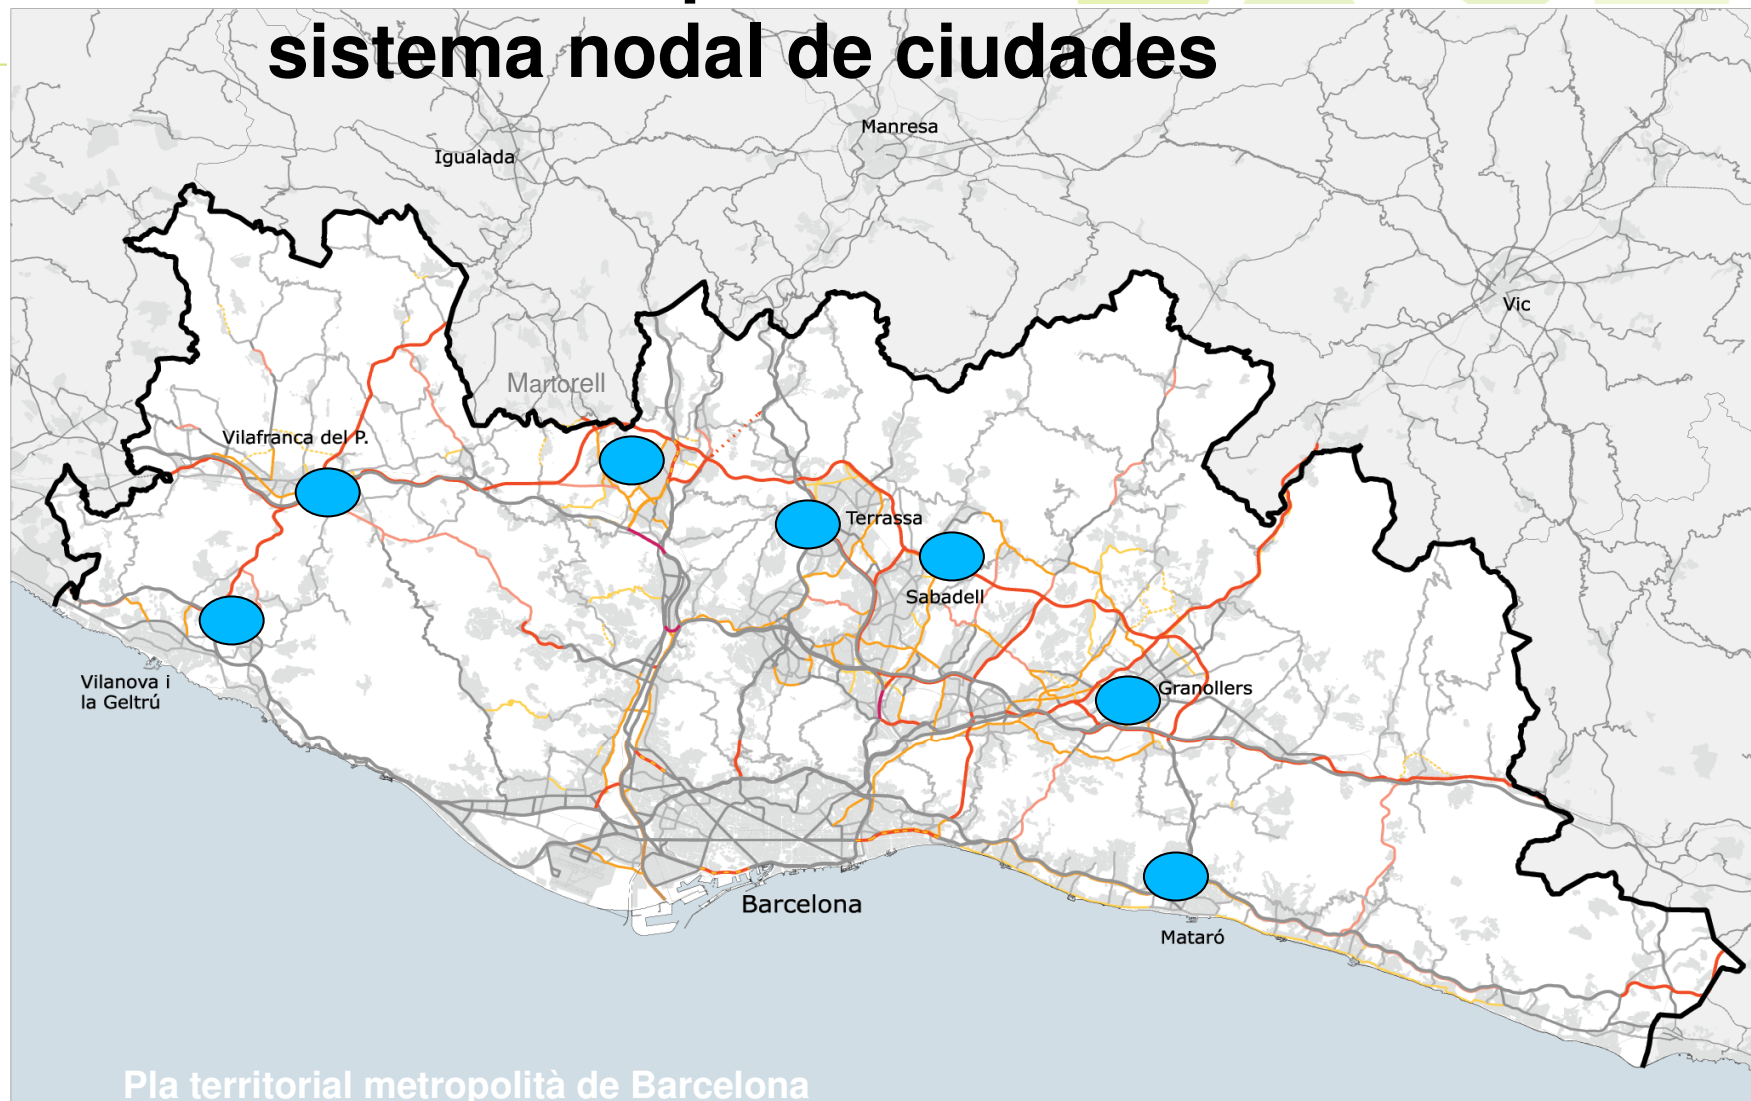 sistema nodal de ciudades
Manresa
Igualada
Vic
Martorell
Vilafranca del P.
Terrassa
Sabadell
Vilanova i
la Geltrú
Granollers
Barcelona
Mataró
Pla territorial metropolità de Barcelona